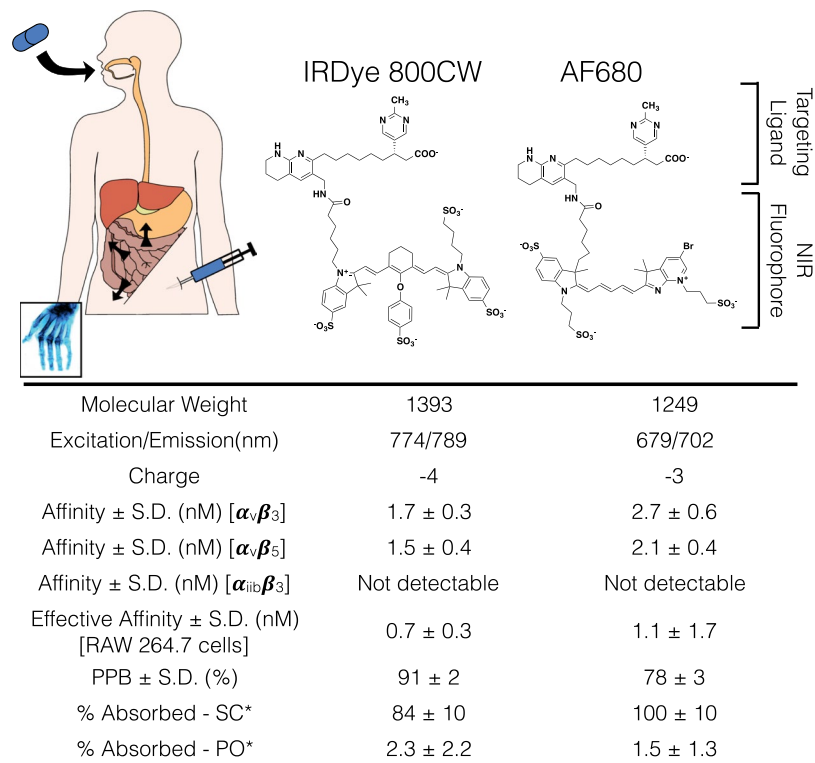 IRDye 800CW AF680
Targeting Ligand
NIR Fluorophore
CH₃
N N
H
N N
COO⁻
HN
O
SO₃⁻
N⁺
N
O
⁻O₃S
SO₃⁻
SO₃⁻
CH₃
N N
H
N N
COO⁻
HN
O
⁻O₃S
Br
N
N
N⁺
SO₃⁻
SO₃⁻
Molecular Weight 1393 1249
Excitation/Emission(nm) 774/789 679/702
Charge -4 -3
Affinity ± S.D. (nM) [αᵥβ₃] 1.7 ± 0.3 2.7 ± 0.6
Affinity ± S.D. (nM) [αᵥβ₅] 1.5 ± 0.4 2.1 ± 0.4
Affinity ± S.D. (nM) [αᵢᵢbβ₃] Not detectable Not detectable
Effective Affinity ± S.D. (nM)
[RAW 264.7 cells] 0.7 ± 0.3 1.1 ± 1.7
PPB ± S.D. (%) 91 ± 2 78 ± 3
% Absorbed - SC* 84 ± 10 100 ± 10
% Absorbed - PO* 2.3 ± 2.2 1.5 ± 1.3